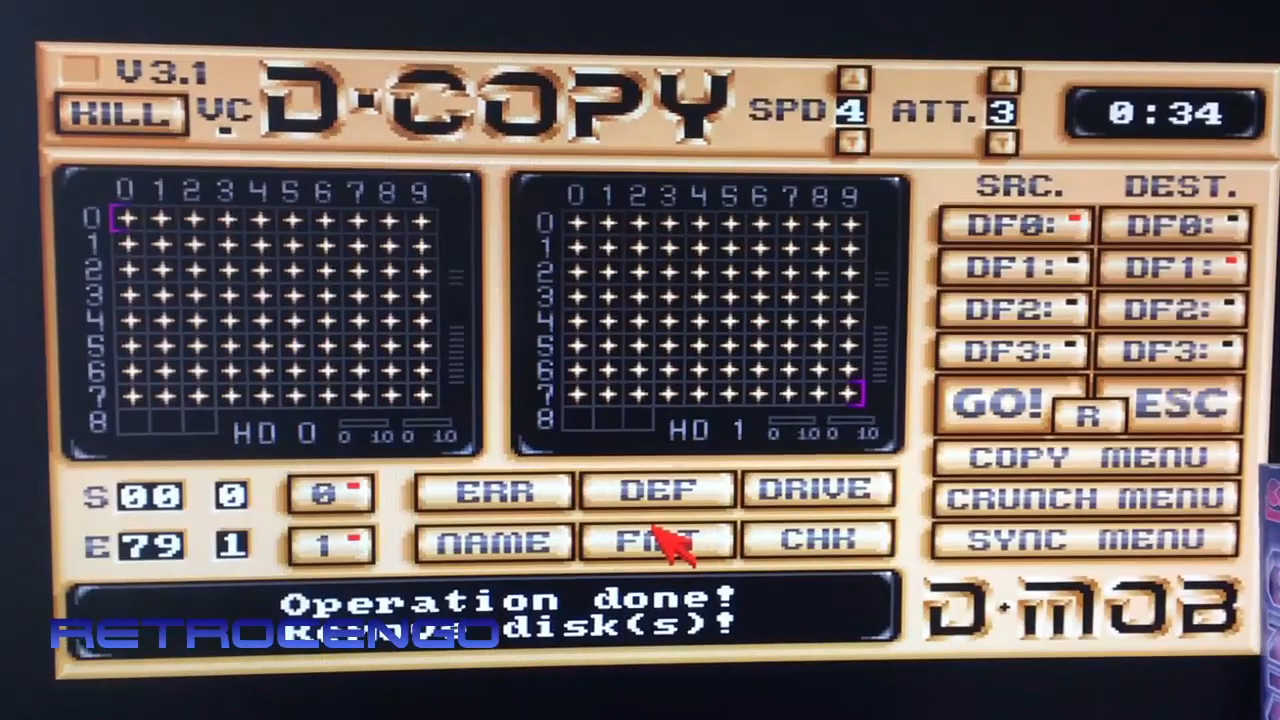 V3.1 D-COPY SPD 4 ATT. 3 0:34
KILL VC
0 1 2 3 4 5 6 7 8 9
0
1
2
3
4
5
6
7
8
HD 0 0 10 0 10
0 1 2 3 4 5 6 7 8 9
0
1
2
3
4
5
6
7
8
HD 1 0 10 0 10
SRC. DEST.
DF0: DF0:
DF1: DF1:
DF2: DF2:
DF3: DF3:
GO! R ESC
COPY MENU
CRUNCH MENU
SYNC MENU
S 00 0 0 ERR DEF DRIVE
E 79 1 1 NAME FMT CHK
Operation done!
Remove disk(s)!
RETROCENGO
D-MOB